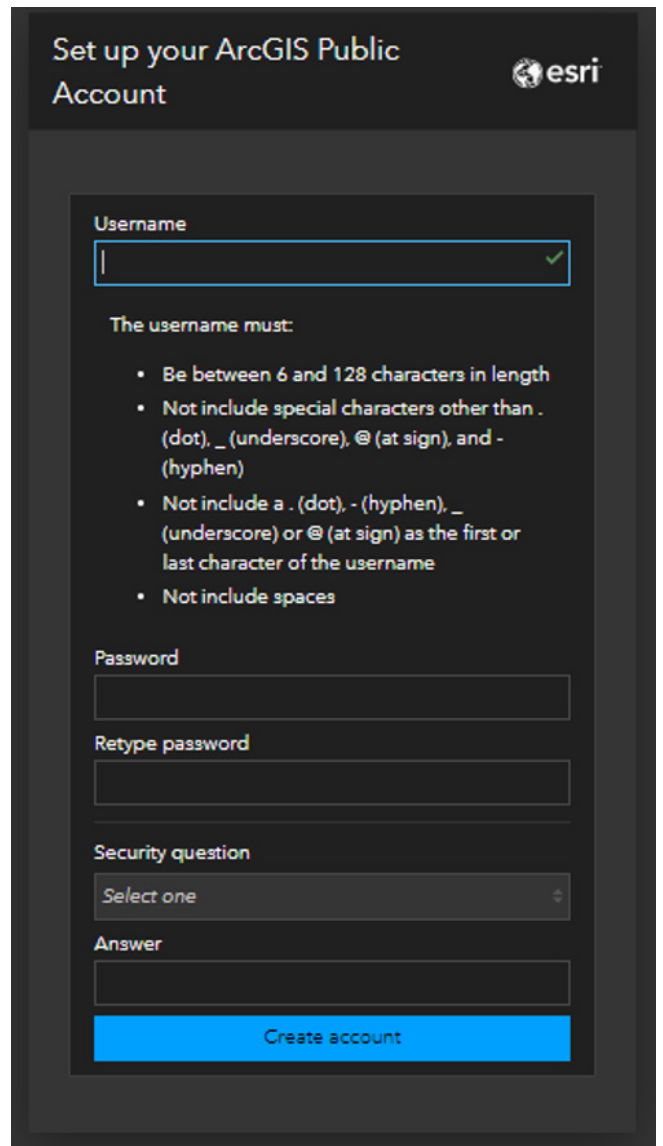 Set up your ArcGIS Public
Account
esri
Username
The username must:
• Be between 6 and 128 characters in length
• Not include special characters other than .
(dot), _ (underscore), @ (at sign), and -
(hyphen)
• Not include a . (dot), - (hyphen), _
(underscore) or @ (at sign) as the first or
last character of the username
• Not include spaces
Password
Retype password
Security question
Select one
Answer
Create account